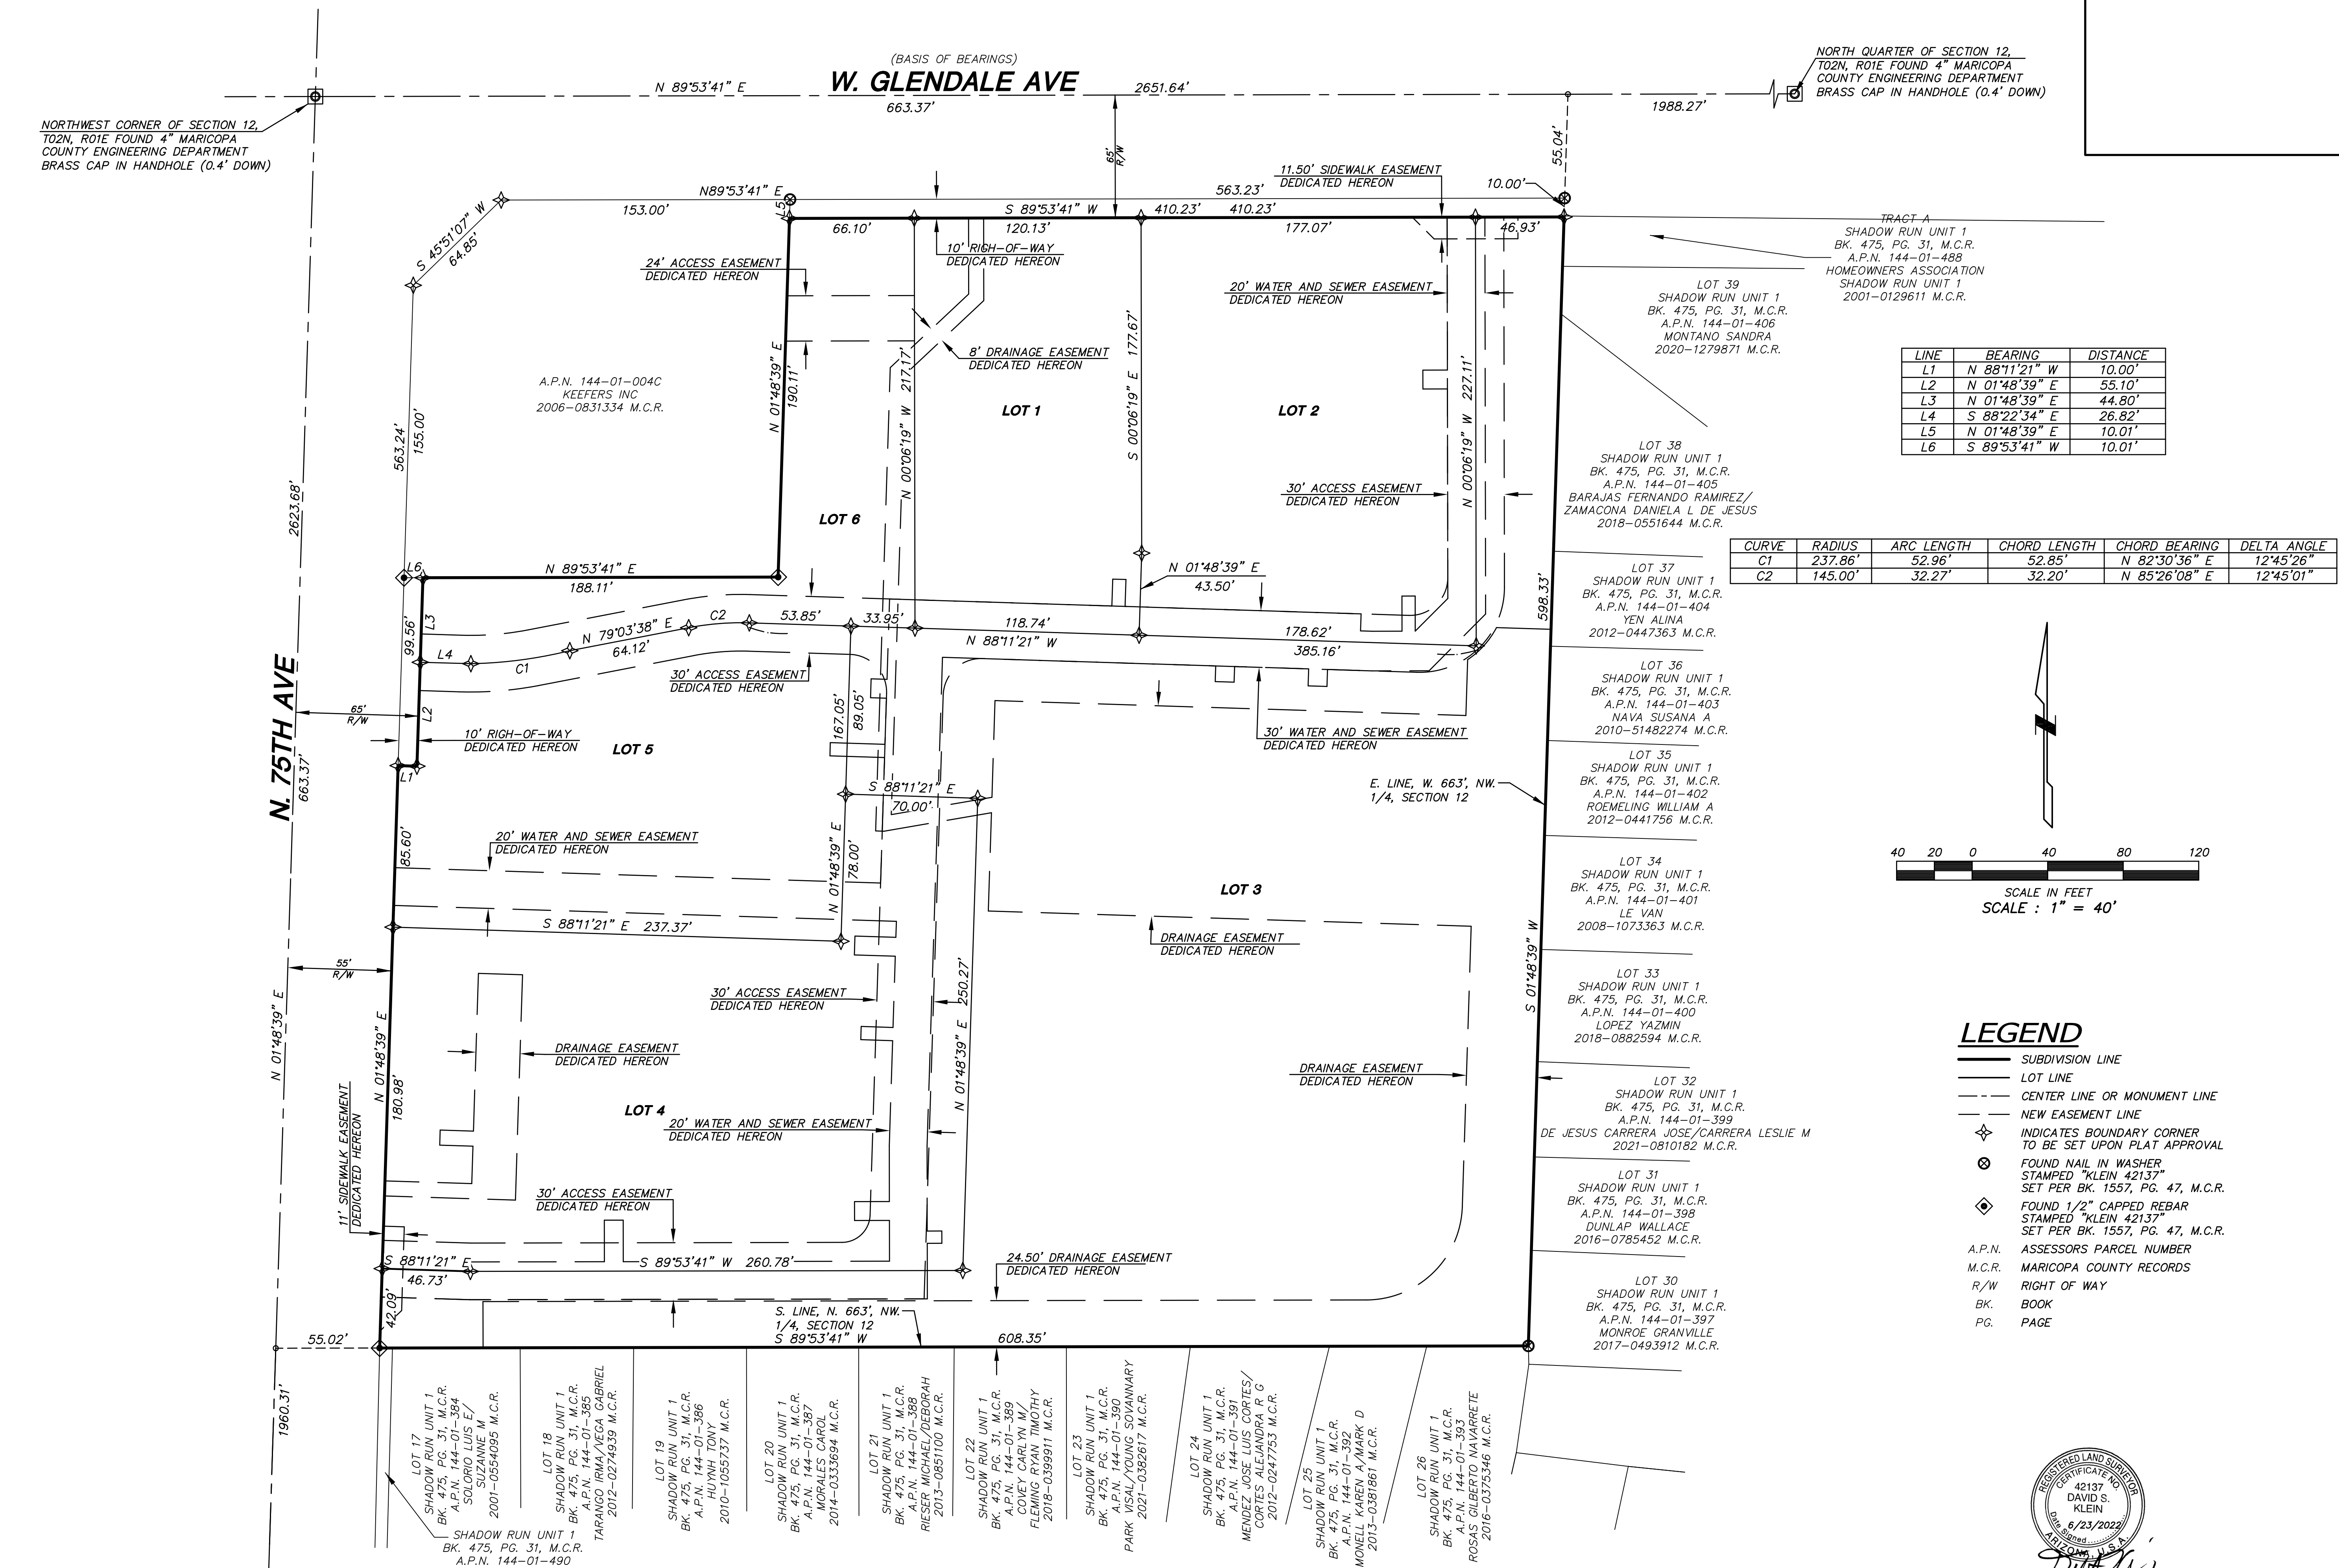 (BASIS OF BEARINGS)
W. GLENDALE AVE
N 89°53'41" E
2651.64'
663.37'
1988.27'
NORTH QUARTER OF SECTION 12,
T02N, R01E FOUND 4" MARICOPA
COUNTY ENGINEERING DEPARTMENT
BRASS CAP IN HANDHOLE (0.4' DOWN)
NORTHWEST CORNER OF SECTION 12,
T02N, R01E FOUND 4" MARICOPA
COUNTY ENGINEERING DEPARTMENT
BRASS CAP IN HANDHOLE (0.4' DOWN)
65'
R/W
55.04'
11.50' SIDEWALK EASEMENT
DEDICATED HEREON
10.00'
N89°53'41" E
563.23'
153.00'
L5
S 89°53'41" W 410.23' 410.23'
66.10'
120.13'
177.07'
46.93'
S 45°51'07" W
64.85'
10' RIGH-OF-WAY
DEDICATED HEREON
24' ACCESS EASEMENT
DEDICATED HEREON
20' WATER AND SEWER EASEMENT
DEDICATED HEREON
8' DRAINAGE EASEMENT
DEDICATED HEREON
TRACT A
SHADOW RUN UNIT 1
BK. 475, PG. 31, M.C.R.
A.P.N. 144-01-488
HOMEOWNERS ASSOCIATION
SHADOW RUN UNIT 1
2001-0129611 M.C.R.
LOT 39
SHADOW RUN UNIT 1
BK. 475, PG. 31, M.C.R.
A.P.N. 144-01-406
MONTANO SANDRA
2020-1279871 M.C.R.
A.P.N. 144-01-004C
KEEFERS INC
2006-0831334 M.C.R.
N 01°48'39" E
190.11'
N 00°06'19" W 217.17'
LOT 1
S 00°06'19" E 177.67'
LOT 2
N 00°06'19" W 227.11'
563.24'
155.00'
2623.68'
30' ACCESS EASEMENT
DEDICATED HEREON
LOT 6
LINE BEARING DISTANCE
L1 N 88°11'21" W 10.00'
L2 N 01°48'39" E 55.10'
L3 N 01°48'39" E 44.80'
L4 S 88°22'34" E 26.82'
L5 N 01°48'39" E 10.01'
L6 S 89°53'41" W 10.01'
LOT 38
SHADOW RUN UNIT 1
BK. 475, PG. 31, M.C.R.
A.P.N. 144-01-405
BARAJAS FERNANDO RAMIREZ/
ZAMACONA DANIELA L DE JESUS
2018-0551644 M.C.R.
CURVE RADIUS ARC LENGTH CHORD LENGTH CHORD BEARING DELTA ANGLE
C1 237.86' 52.96' 52.85' N 82°30'36" E 12°45'26"
C2 145.00' 32.27' 32.20' N 85°26'08" E 12°45'01"
L6
N 89°53'41" E
188.11'
N 01°48'39" E
43.50'
99.56'
L3
L4
C1
N 79°03'38" E
64.12'
C2
53.85'
33.95'
118.74'
N 88°11'21" W
178.62'
385.16'
598.33'
LOT 37
SHADOW RUN UNIT 1
BK. 475, PG. 31, M.C.R.
A.P.N. 144-01-404
YEN ALINA
2012-0447363 M.C.R.
LOT 36
SHADOW RUN UNIT 1
BK. 475, PG. 31, M.C.R.
A.P.N. 144-01-403
NAVA SUSANA A
2010-51482274 M.C.R.
30' ACCESS EASEMENT
DEDICATED HEREON
N. 75TH AVE
663.37'
65'
R/W
L2
L1
10' RIGH-OF-WAY
DEDICATED HEREON
LOT 5
167.05'
89.05'
30' WATER AND SEWER EASEMENT
DEDICATED HEREON
S 88°11'21" E
70.00'
E. LINE, W. 663', NW.
1/4, SECTION 12
LOT 35
SHADOW RUN UNIT 1
BK. 475, PG. 31, M.C.R.
A.P.N. 144-01-402
ROEMELING WILLIAM A
2012-0441756 M.C.R.
85.60'
20' WATER AND SEWER EASEMENT
DEDICATED HEREON
N 01°48'39" E
78.00'
LOT 3
LOT 34
SHADOW RUN UNIT 1
BK. 475, PG. 31, M.C.R.
A.P.N. 144-01-401
LE VAN
2008-1073363 M.C.R.
40 20 0 40 80 120
SCALE IN FEET
SCALE : 1" = 40'
S 88°11'21" E 237.37'
DRAINAGE EASEMENT
DEDICATED HEREON
S 01°48'39" W
55'
R/W
N 01°48'39" E
N 01°48'39" E
180.98'
30' ACCESS EASEMENT
DEDICATED HEREON
N 01°48'39" E 250.27'
LOT 33
SHADOW RUN UNIT 1
BK. 475, PG. 31, M.C.R.
A.P.N. 144-01-400
LOPEZ YAZMIN
2018-0882594 M.C.R.
DRAINAGE EASEMENT
DEDICATED HEREON
DRAINAGE EASEMENT
DEDICATED HEREON
LOT 4
20' WATER AND SEWER EASEMENT
DEDICATED HEREON
11' SIDEWALK EASEMENT
DEDICATED HEREON
LOT 32
SHADOW RUN UNIT 1
BK. 475, PG. 31, M.C.R.
A.P.N. 144-01-399
DE JESUS CARRERA JOSE/CARRERA LESLIE M
2021-0810182 M.C.R.
LOT 31
SHADOW RUN UNIT 1
BK. 475, PG. 31, M.C.R.
A.P.N. 144-01-398
DUNLAP WALLACE
2016-0785452 M.C.R.
30' ACCESS EASEMENT
DEDICATED HEREON
S 88°11'21" E
46.73'
S 89°53'41" W 260.78'
24.50' DRAINAGE EASEMENT
DEDICATED HEREON
42.09'
S. LINE, N. 663', NW.
1/4, SECTION 12
S 89°53'41" W
608.35'
55.02'
1960.31'
LOT 30
SHADOW RUN UNIT 1
BK. 475, PG. 31, M.C.R.
A.P.N. 144-01-397
MONROE GRANVILLE
2017-0493912 M.C.R.
LEGEND
SUBDIVISION LINE
LOT LINE
CENTER LINE OR MONUMENT LINE
NEW EASEMENT LINE
INDICATES BOUNDARY CORNER
TO BE SET UPON PLAT APPROVAL
FOUND NAIL IN WASHER
STAMPED "KLEIN 42137"
SET PER BK. 1557, PG. 47, M.C.R.
FOUND 1/2" CAPPED REBAR
STAMPED "KLEIN 42137"
SET PER BK. 1557, PG. 47, M.C.R.
A.P.N. ASSESSORS PARCEL NUMBER
M.C.R. MARICOPA COUNTY RECORDS
R/W RIGHT OF WAY
BK. BOOK
PG. PAGE
LOT 17
SHADOW RUN UNIT 1
BK. 475, PG. 31, M.C.R.
A.P.N. 144-01-384
SOLORIO LUIS E/
SUZANNE M
2001-0554095 M.C.R.
LOT 18
SHADOW RUN UNIT 1
BK. 475, PG. 31, M.C.R.
A.P.N. 144-01-385
TARANGO IRMA/VEGA GABRIEL
2012-0274939 M.C.R.
LOT 19
SHADOW RUN UNIT 1
BK. 475, PG. 31, M.C.R.
A.P.N. 144-01-386
HUYNH TONY
2010-1055737 M.C.R.
LOT 20
SHADOW RUN UNIT 1
BK. 475, PG. 31, M.C.R.
A.P.N. 144-01-387
MORALES CAROL
2014-0333694 M.C.R.
LOT 21
SHADOW RUN UNIT 1
BK. 475, PG. 31, M.C.R.
A.P.N. 144-01-388
RIESER MICHAEL/DEBORAH
2013-0851100 M.C.R.
LOT 22
SHADOW RUN UNIT 1
BK. 475, PG. 31, M.C.R.
A.P.N. 144-01-389
COVEY CARLYN M/
FLEMING RYAN TIMOTHY
2018-0399911 M.C.R.
LOT 23
SHADOW RUN UNIT 1
BK. 475, PG. 31, M.C.R.
A.P.N. 144-01-390
PARK VISAL/YOUNG SOVANNARY
2021-0382617 M.C.R.
LOT 24
SHADOW RUN UNIT 1
BK. 475, PG. 31, M.C.R.
A.P.N. 144-01-391
MENDEZ JOSE LUIS CORTES/
CORTES ALEJANDRA R G
2012-0247753 M.C.R.
LOT 25
SHADOW RUN UNIT 1
BK. 475, PG. 31, M.C.R.
A.P.N. 144-01-392
MONELL KAREN A/MARK D
2013-0381861 M.C.R.
LOT 26
SHADOW RUN UNIT 1
BK. 475, PG. 31, M.C.R.
A.P.N. 144-01-393
ROSAS GILBERTO NAVARRETE
2016-0375346 M.C.R.
SHADOW RUN UNIT 1
BK. 475, PG. 31, M.C.R.
A.P.N. 144-01-490
REGISTERED LAND SURVEYOR
CERTIFICATE NO.
42137
DAVID S.
KLEIN
6/23/2022
Date Signed
ARIZONA, U.S.A.